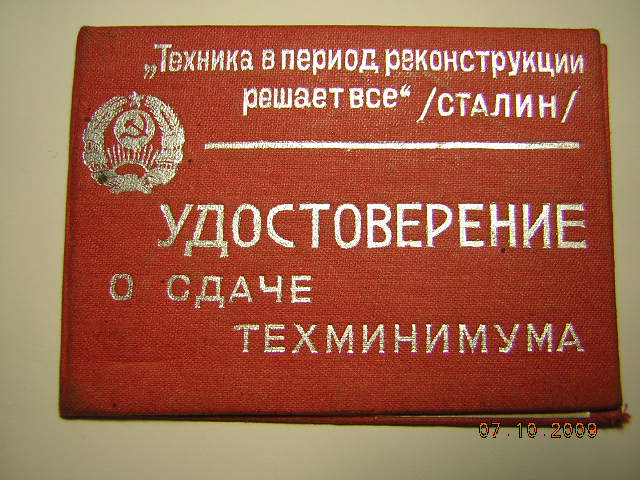 „Техника в период реконструкции
решает все“ /СТАЛИН/
УДОСТОВЕРЕНИЕ
О СДАЧЕ
ТЕХМИНИМУМА
07.10.2009